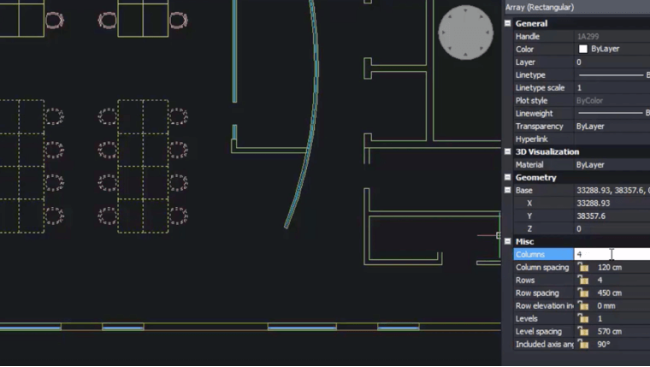 Array (Rectangular)
General
Handle 1A299
Color ByLayer
Layer 0
Linetype
Linetype scale 1
Plot style ByColor
Lineweight
Transparency ByLayer
Hyperlink
3D Visualization
Material ByLayer
Geometry
Base 33288.93, 38357.6,
X 33288.93
Y 38357.6
Z 0
Misc
Columns 4
Column spacing 120 cm
Rows 4
Row spacing 450 cm
Row elevation in 0 mm
Levels 1
Level spacing 570 cm
Included axis an 90°